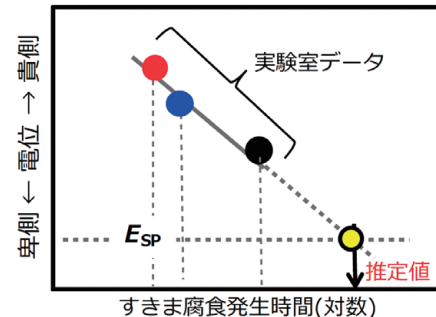 卑側 ← 電位 → 貴側
実験室データ
ESP
推定値
すきま腐食発生時間(対数)